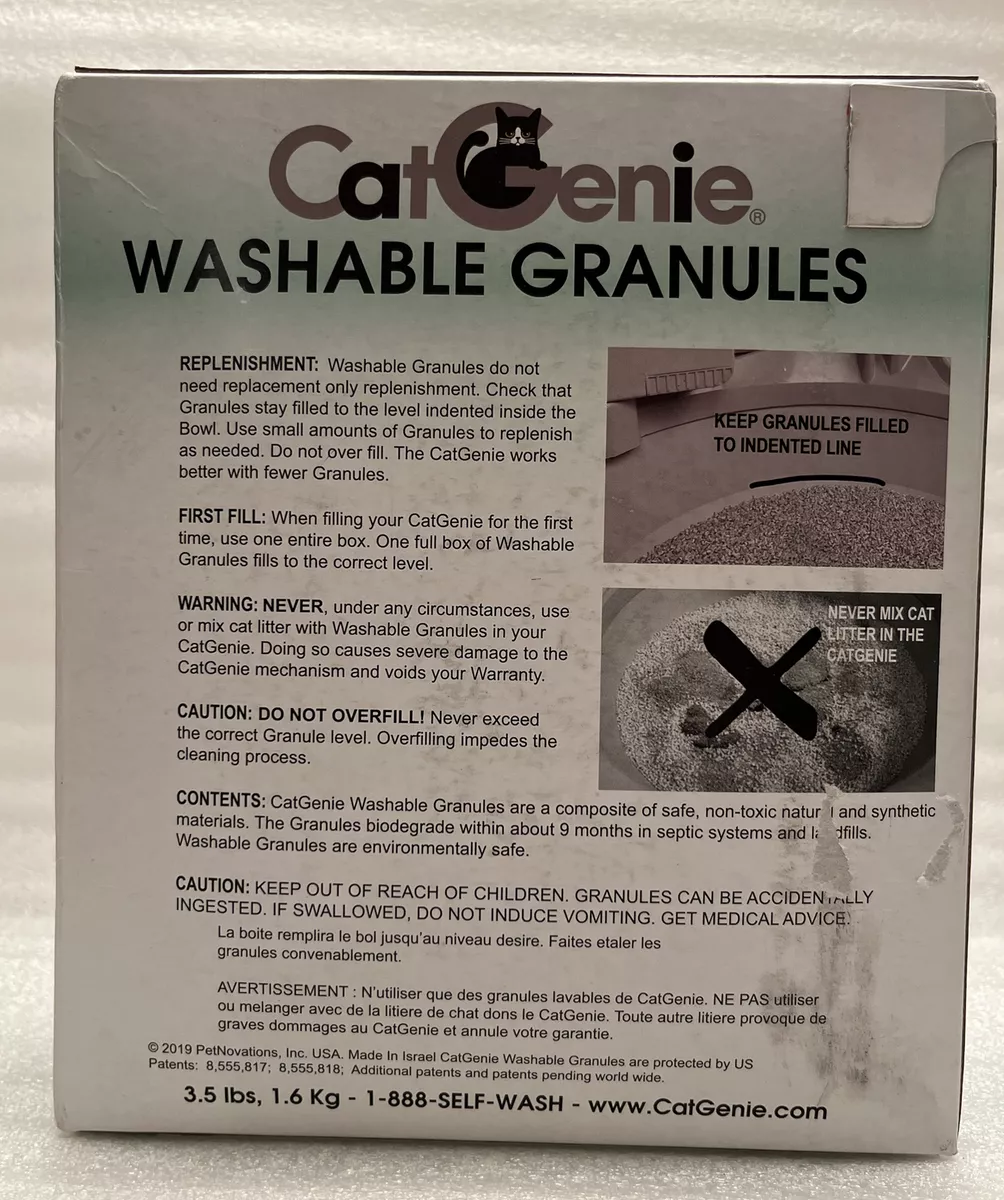 CatGenie®
WASHABLE GRANULES
REPLENISHMENT: Washable Granules do not
need replacement only replenishment. Check that
Granules stay filled to the level indented inside the
Bowl. Use small amounts of Granules to replenish
as needed. Do not over fill. The CatGenie works
better with fewer Granules.
KEEP GRANULES FILLED
TO INDENTED LINE
FIRST FILL: When filling your CatGenie for the first
time, use one entire box. One full box of Washable
Granules fills to the correct level.
WARNING: NEVER, under any circumstances, use
or mix cat litter with Washable Granules in your
CatGenie. Doing so causes severe damage to the
CatGenie mechanism and voids your Warranty.
NEVER MIX CAT
LITTER IN THE
CATGENIE
CAUTION: DO NOT OVERFILL! Never exceed
the correct Granule level. Overfilling impedes the
cleaning process.
CONTENTS: CatGenie Washable Granules are a composite of safe, non-toxic natur l and synthetic
materials. The Granules biodegrade within about 9 months in septic systems and la dfills.
Washable Granules are environmentally safe.
CAUTION: KEEP OUT OF REACH OF CHILDREN. GRANULES CAN BE ACCIDENTALLY
INGESTED. IF SWALLOWED, DO NOT INDUCE VOMITING. GET MEDICAL ADVICE.
La boite remplira le bol jusqu'au niveau desire. Faites etaler les
granules convenablement.
AVERTISSEMENT : N'utiliser que des granules lavables de CatGenie. NE PAS utiliser
ou melanger avec de la litiere de chat dons le CatGenie. Toute autre litiere provoque de
graves dommages au CatGenie et annule votre garantie.
© 2019 PetNovations, Inc. USA. Made In Israel CatGenie Washable Granules are protected by US
Patents: 8,555,817; 8,555,818; Additional patents and patents pending world wide.
3.5 lbs, 1.6 Kg - 1-888-SELF-WASH - www.CatGenie.com